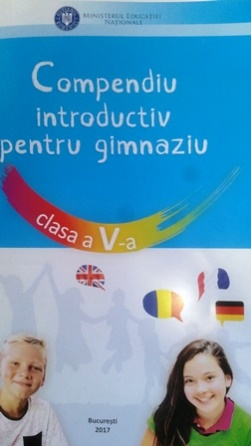 MINISTERUL EDUCAȚIEI
NAȚIONALE
Compendiu
introductiv
pentru gimnaziu
clasa a V-a
București
2017